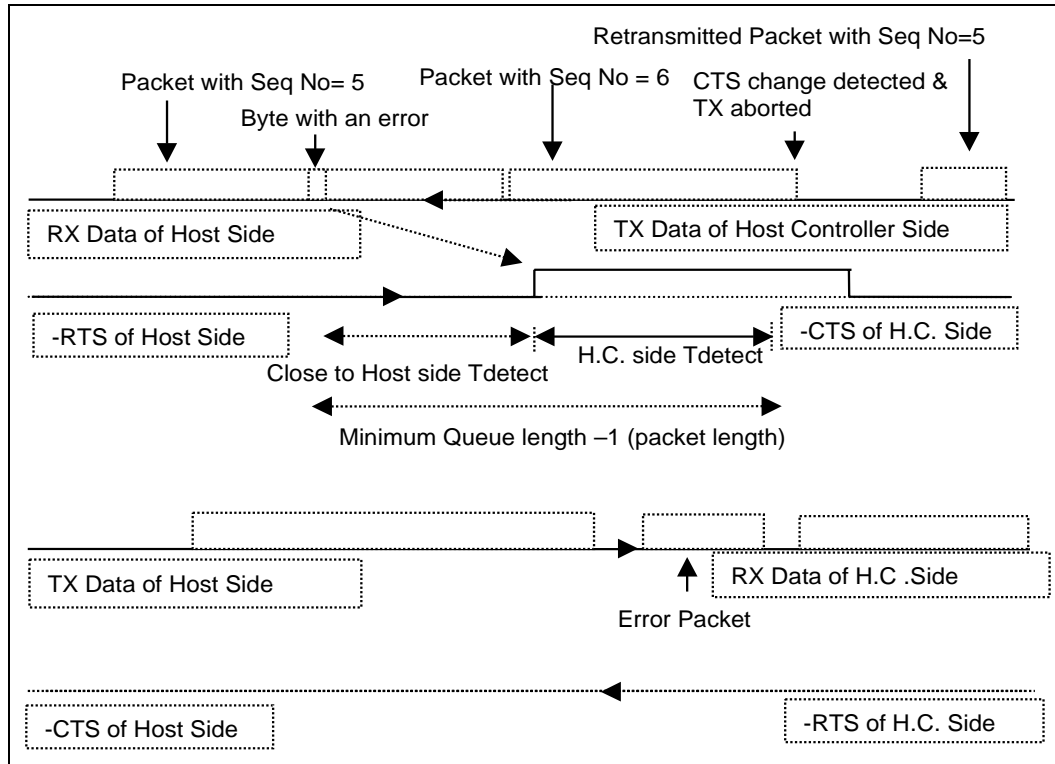 Retransmitted Packet with Seq No=5
Packet with Seq No= 5
Packet with Seq No = 6
CTS change detected &
TX aborted
Byte with an error
RX Data of Host Side
TX Data of Host Controller Side
-RTS of Host Side
-CTS of H.C. Side
H.C. side Tdetect
Close to Host side Tdetect
Minimum Queue length –1 (packet length)
TX Data of Host Side
RX Data of H.C .Side
Error Packet
-CTS of Host Side
-RTS of H.C. Side